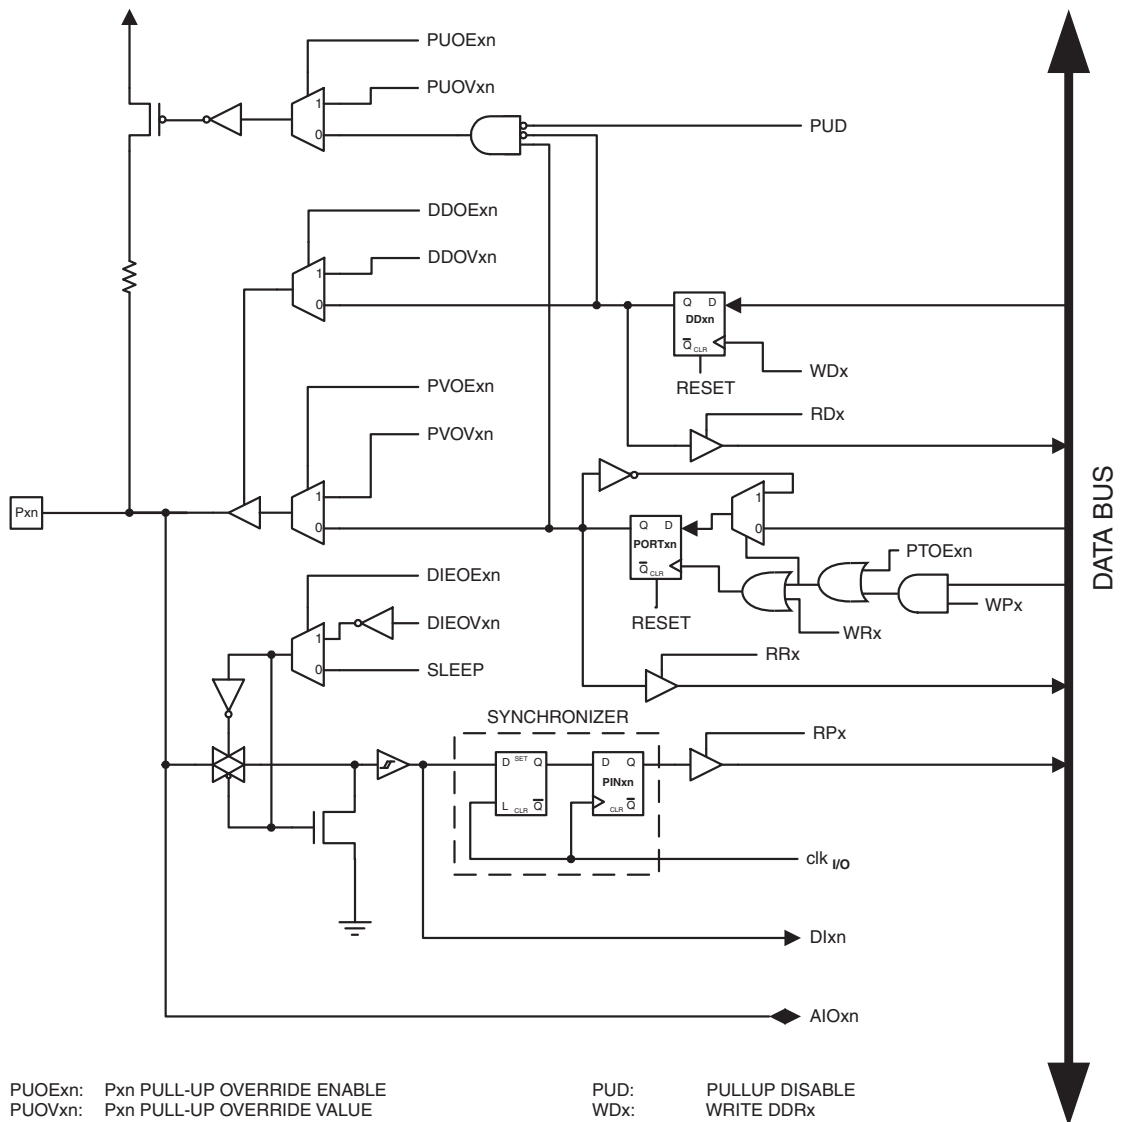 PUOExn
PUOVxn
1
0
PUD
DDOExn
DDOVxn
1
0
Q D
DDxn
Q CLR
WDx
RESET
PVOExn
PVOVxn
RDx
1
0
Pxn
1
0
Q D
PORTxn
Q CLR
PTOExn
WPx
WRx
RESET
DATA BUS
DIEOExn
DIEOVxn
1
0
SLEEP
RRx
SYNCHRONIZER
RPx
D SET Q
L CLR Q
D Q
PINxn
CLR Q
clk I/O
DIxn
AIOxn
PUOExn: Pxn PULL-UP OVERRIDE ENABLE
PUOVxn: Pxn PULL-UP OVERRIDE VALUE
PUD: PULLUP DISABLE
WDx: WRITE DDRx